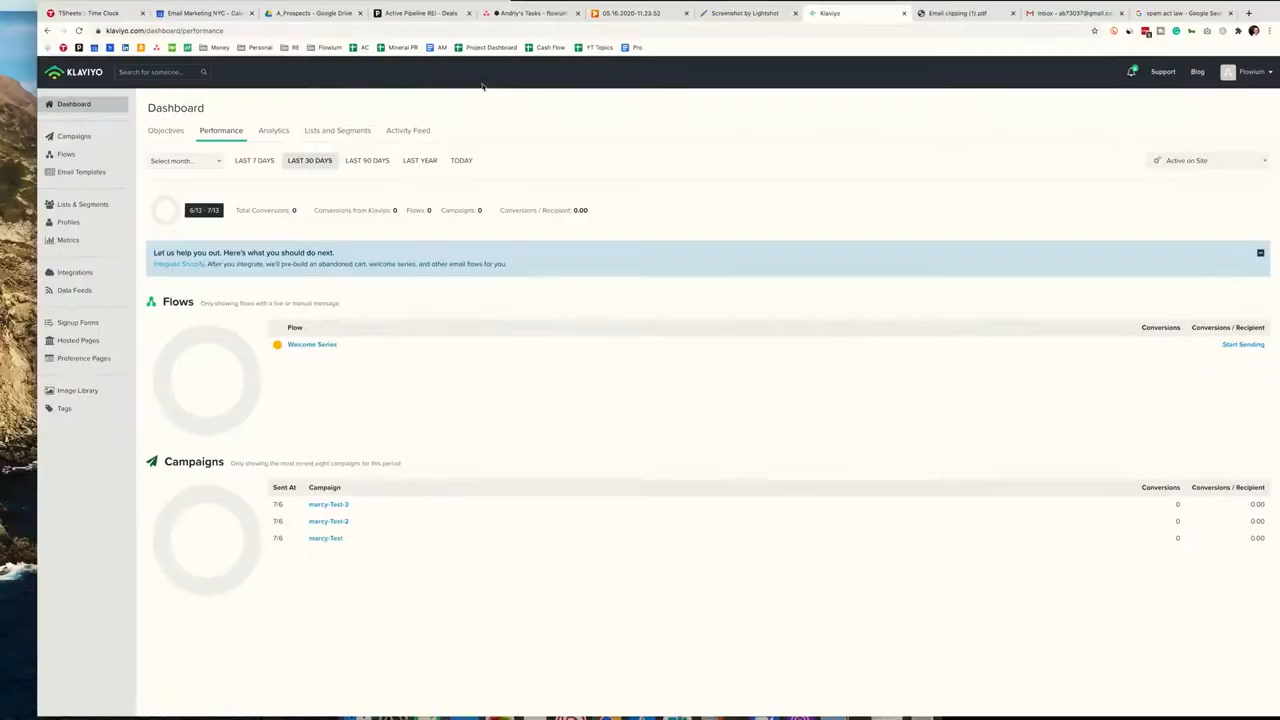 TSheets :: Time Clock
Email Marketing NYC - Cale
A_Prospects - Google Drive
Active Pipeline REI - Deals
Andriy's Tasks - flowium
05.16.2020-11.23.52
Screenshot by Lightshot
Klaviyo
Email clipping (1).pdf
Inbox - ab73037@gmail.co
spam act law - Google Sea
klaviyo.com/dashboard/performance
Money
Personal
RE
Flowium
AC
Mineral PR
AM
Project Dashboard
Cash Flow
YT Topics
Pro
KLAVIYO
Search for someone...
Support
Blog
Flowium
Dashboard
Campaigns
Flows
Email Templates
Lists & Segments
Profiles
Metrics
Integrations
Data Feeds
Signup Forms
Hosted Pages
Preference Pages
Image Library
Tags
Dashboard
Objectives
Performance
Analytics
Lists and Segments
Activity Feed
Select month...
LAST 7 DAYS
LAST 30 DAYS
LAST 90 DAYS
LAST YEAR
TODAY
Active on Site
6/13 - 7/13
Total Conversions: 0
Conversions from Klaviyo: 0
Flows: 0
Campaigns: 0
Conversions / Recipient: 0.00
Let us help you out. Here's what you should do next.
Integrate Shopify. After you integrate, we'll pre-build an abandoned cart, welcome series, and other email flows for you.
Flows Only showing flows with a live or manual message.
Flow Conversions Conversions / Recipient
Welcome Series Start Sending
Campaigns Only showing the most recent eight campaigns for this period
Sent At Campaign Conversions Conversions / Recipient
7/6 marcy-Test-3 0 0.00
7/6 marcy-Test-2 0 0.00
7/6 marcy-Test 0 0.00